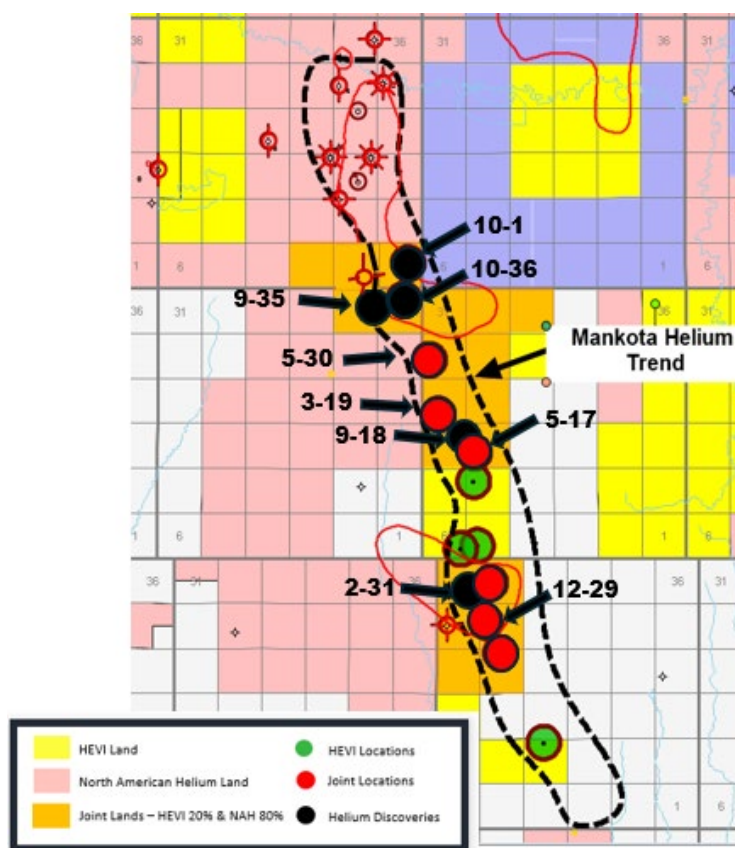 36 31
36 31
10-1
10-36
1 6
6
1 6
9-35
36 31
36 31
Mankota Helium
Trend
5-30
3-19
5-17
9-18
1 6
1
6
1 6
36 31
36 31
2-31
12-29
1 6
HEVI Land
HEVI Locations
North American Helium Land
Joint Locations
Joint Lands – HEVI 20% & NAH 80%
Helium Discoveries